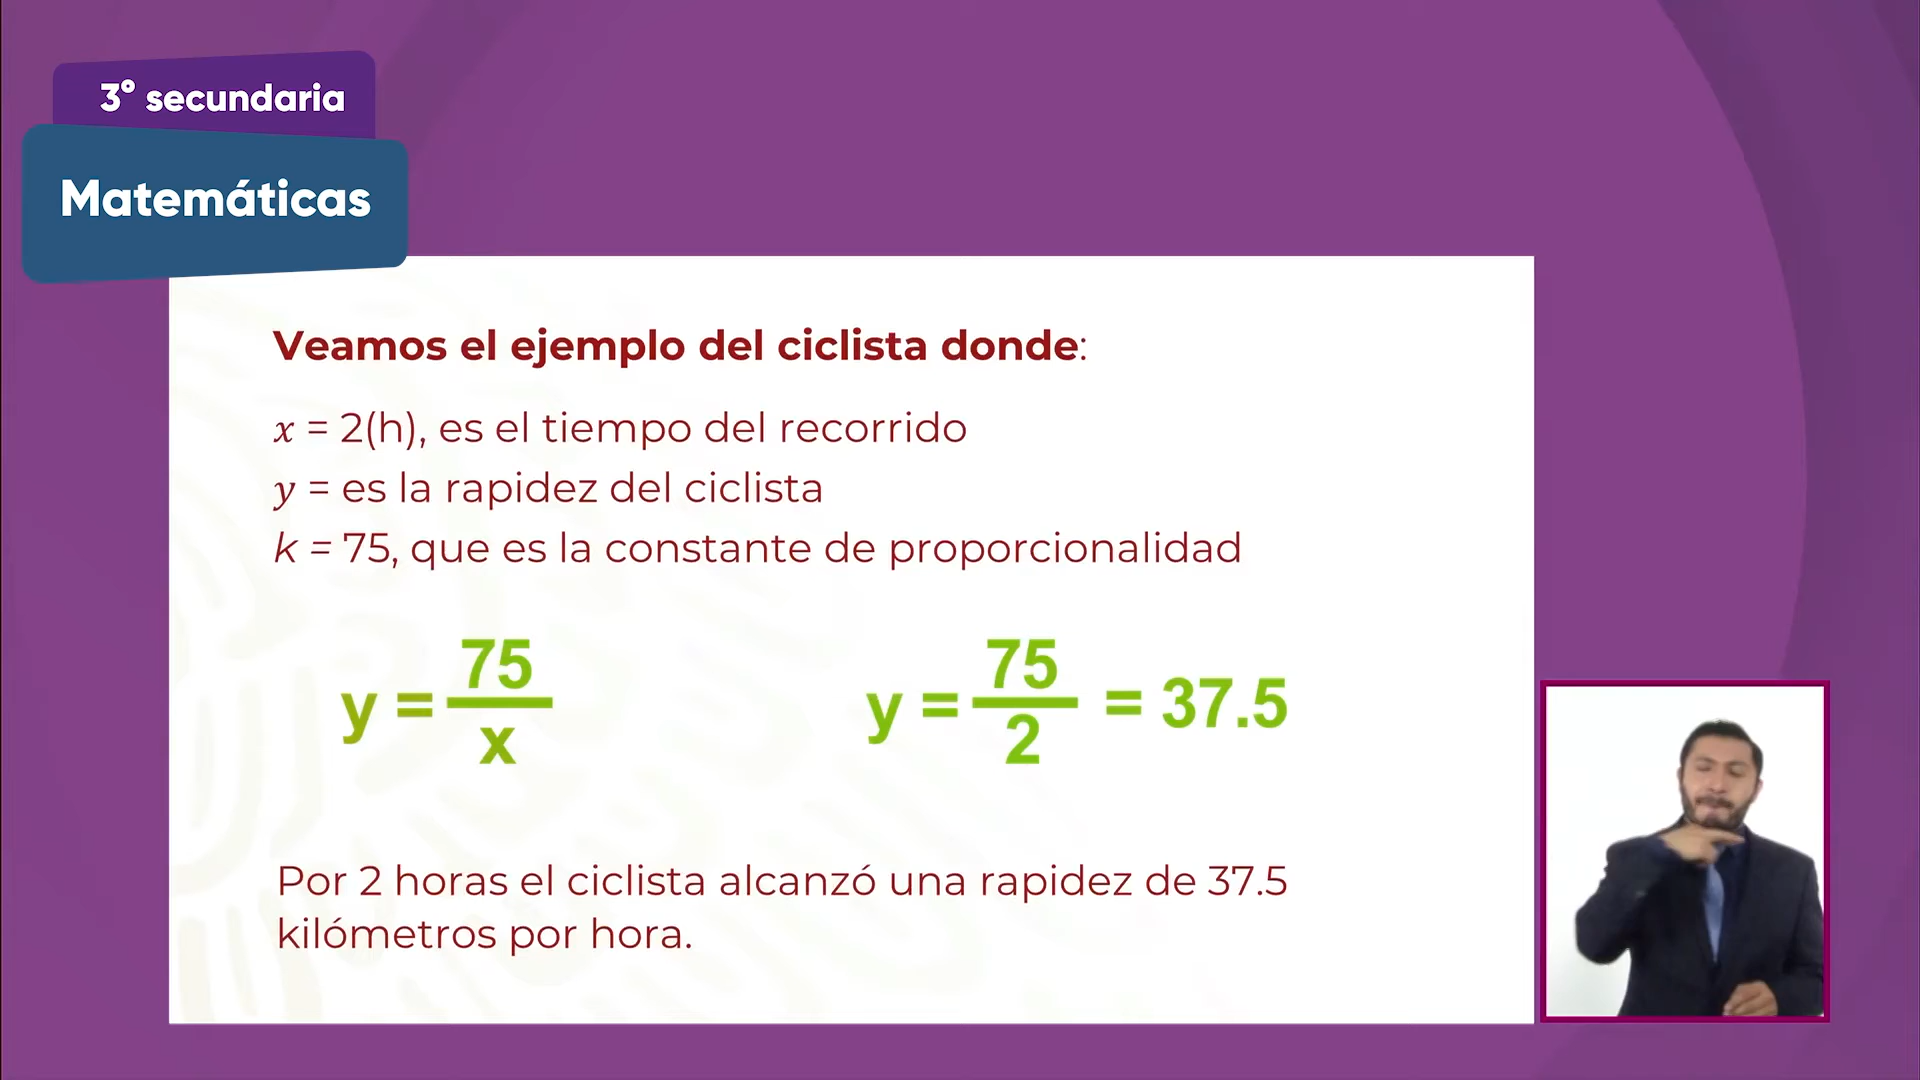 3° secundaria
Matemáticas
Veamos el ejemplo del ciclista donde:
x = 2(h), es el tiempo del recorrido
y = es la rapidez del ciclista
k = 75, que es la constante de proporcionalidad
y = 75/x
y = 75/2 = 37.5
Por 2 horas el ciclista alcanzó una rapidez de 37.5
kilómetros por hora.